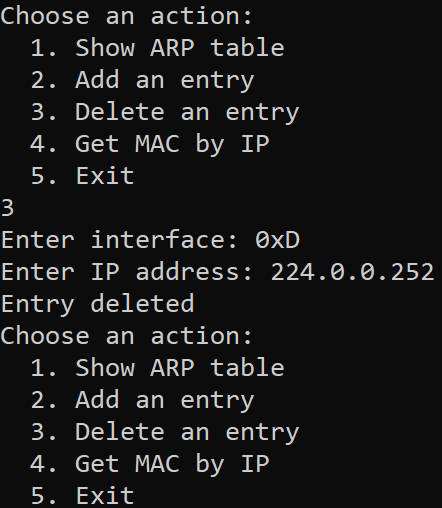 Choose an action:
  1. Show ARP table
  2. Add an entry
  3. Delete an entry
  4. Get MAC by IP
  5. Exit
3
Enter interface: 0xD
Enter IP address: 224.0.0.252
Entry deleted
Choose an action:
  1. Show ARP table
  2. Add an entry
  3. Delete an entry
  4. Get MAC by IP
  5. Exit